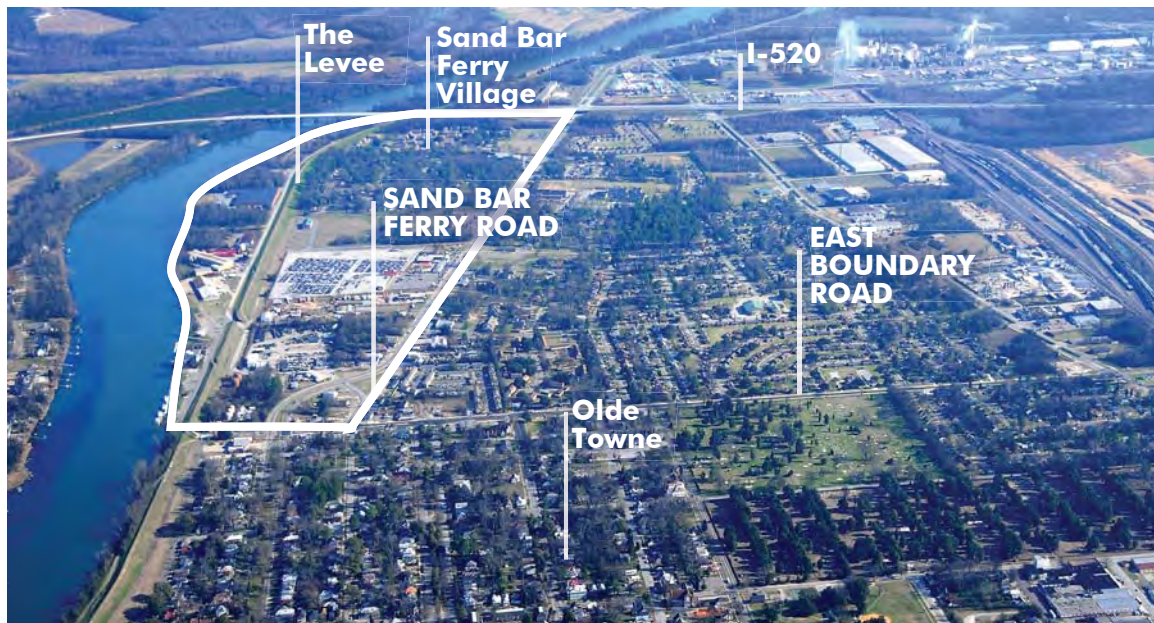 The
Levee
Sand Bar
Ferry
Village
I-520
SAND BAR
FERRY ROAD
EAST
BOUNDARY
ROAD
Olde
Towne